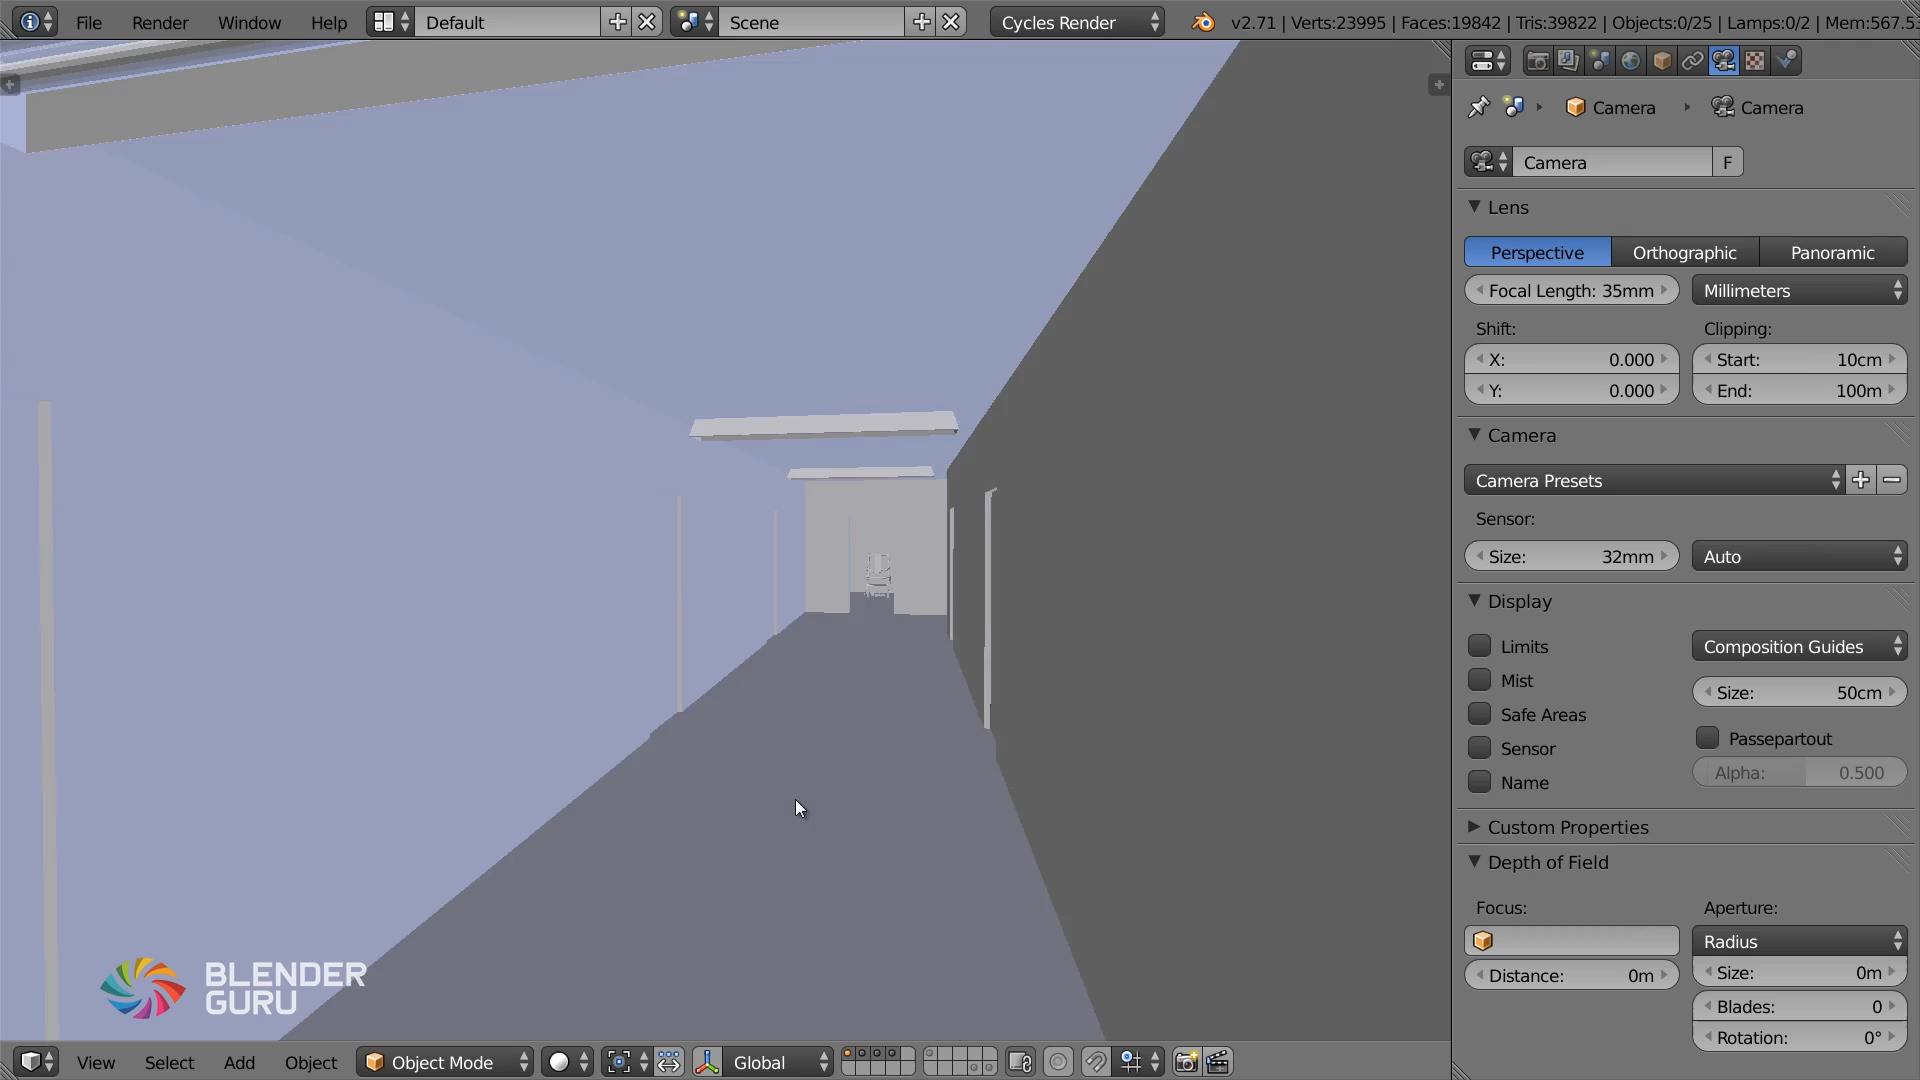 File Render Window Help Default Scene Cycles Render v2.71 | Verts:23995 | Faces:19842 | Tris:39822 | Objects:0/25 | Lamps:0/2 | Mem:567.5
Camera Camera
Camera F
Lens
Perspective Orthographic Panoramic
Focal Length: 35mm Millimeters
Shift: Clipping:
X: 0.000 Start: 10cm
Y: 0.000 End: 100m
Camera
Camera Presets
Sensor:
Size: 32mm Auto
Display
Limits Composition Guides
Mist Size: 50cm
Safe Areas
Sensor Passepartout
Name Alpha: 0.500
Custom Properties
Depth of Field
Focus: Aperture:
Radius
Distance: 0m Size: 0m
Blades: 0
Rotation: 0°
BLENDER
GURU
View Select Add Object Object Mode Global